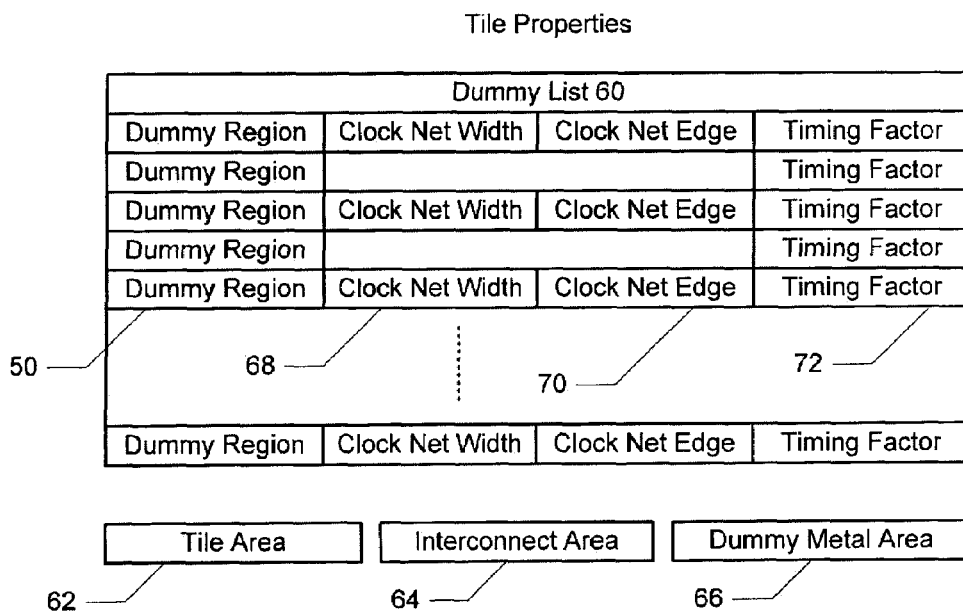 Tile Properties
Dummy List 60
Dummy Region Clock Net Width Clock Net Edge Timing Factor
Dummy Region Timing Factor
Dummy Region Clock Net Width Clock Net Edge Timing Factor
Dummy Region Timing Factor
Dummy Region Clock Net Width Clock Net Edge Timing Factor
50 68 70 72
Dummy Region Clock Net Width Clock Net Edge Timing Factor
Tile Area Interconnect Area Dummy Metal Area
62 64 66